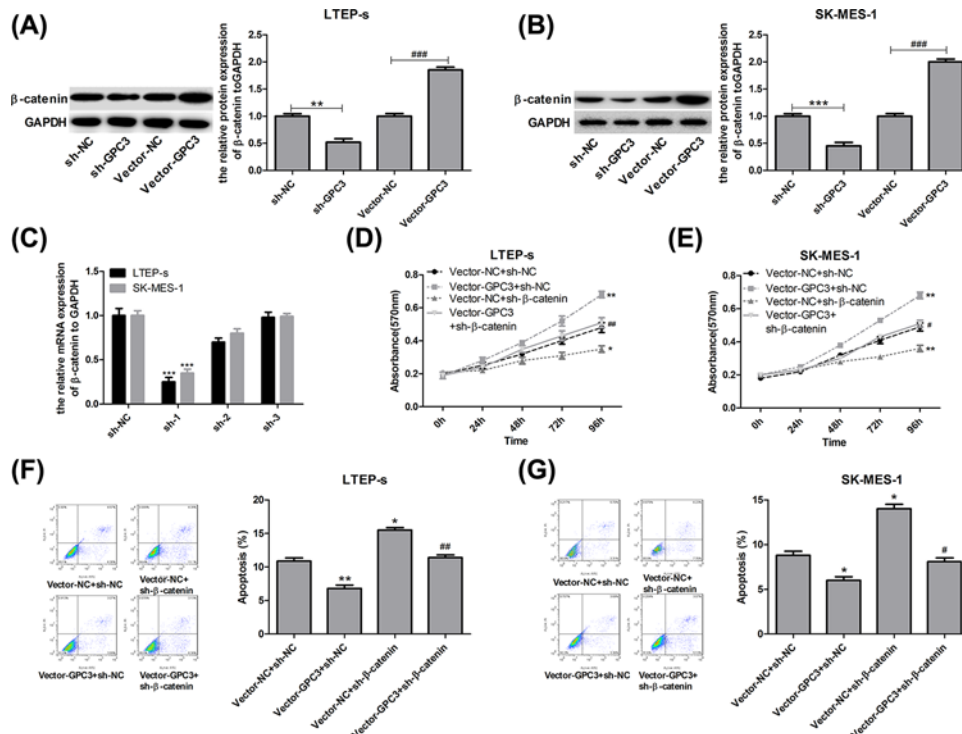 (A)
LTEP-s
β-catenin
GAPDH
sh-NC
sh-GPC3
Vector-NC
Vector-GPC3
the relative protein expression
of β-catenin toGAPDH
2.5
2.0
1.5
1.0
0.5
0.0
**
###
sh-NC
sh-GPC3
Vector-NC
Vector-GPC3
(B)
SK-MES-1
β-catenin
GAPDH
sh-NC
sh-GPC3
Vector-NC
Vector-GPC3
the relative protein expression
of β-catenin toGAPDH
2.5
2.0
1.5
1.0
0.5
0.0
***
###
sh-NC
sh-GPC3
Vector-NC
Vector-GPC3
(C)
the relative mRNA expression
of β-catenin to GAPDH
1.5
1.0
0.5
0.0
LTEP-s
SK-MES-1
***
***
sh-NC
sh-1
sh-2
sh-3
(D)
LTEP-s
Vector-NC+sh-NC
Vector-GPC3+sh-NC
Vector-NC+sh-β-catenin
Vector-GPC3
+sh-β-catenin
Absorbance(570nm)
0.8
0.6
0.4
0.2
0.0
**
##
*
0h
24h
48h
72h
96h
Time
(E)
SK-MES-1
Vector-NC+sh-NC
Vector-GPC3+sh-NC
Vector-NC+sh-β-catenin
Vector-GPC3+
sh-β-catenin
Absorbance(570nm)
0.8
0.6
0.4
0.2
0.0
**
#
**
0h
24h
48h
72h
96h
Time
(F)
Vector-NC+sh-NC
Vector-NC+
sh-β-catenin
Vector-GPC3+sh-NC
Vector-GPC3+
sh-β-catenin
LTEP-s
Apoptosis (%)
20
15
10
5
0
**
*
##
Vector-NC+sh-NC
Vector-GPC3+sh-NC
Vector-NC+sh-β-catenin
Vector-GPC3+sh-β-catenin
(G)
Vector-NC+sh-NC
Vector-NC+
sh-β-catenin
Vector-GPC3+sh-NC
Vector-GPC3+
sh-β-catenin
SK-MES-1
Apoptosis (%)
15
10
5
0
*
*
#
Vector-NC+sh-NC
Vector-GPC3+sh-NC
Vector-NC+sh-β-catenin
Vector-GPC3+sh-β-catenin